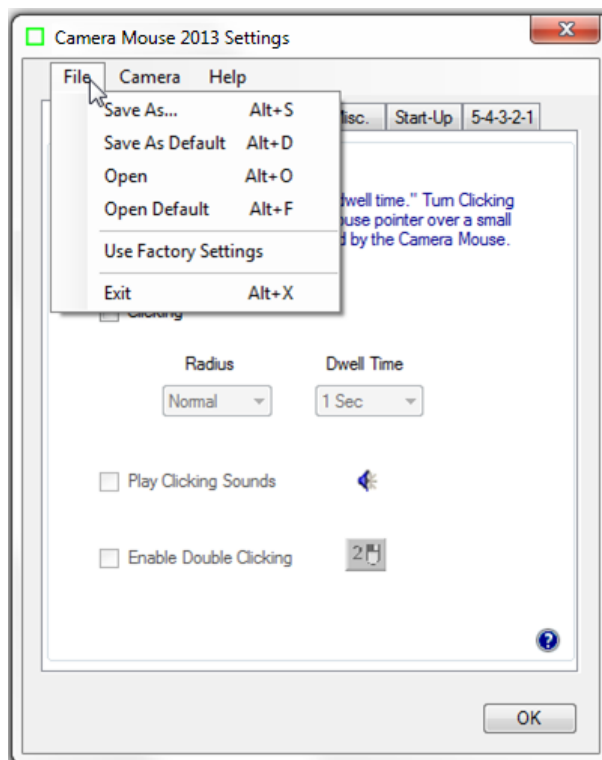 Camera Mouse 2013 Settings
File Camera Help
Save As... Alt+S
Save As Default Alt+D
Open Alt+O
Open Default Alt+F
Use Factory Settings
Exit Alt+X
Start-Up 5-4-3-2-1
dwell time." Turn Clicking
pointer over a small
d by the Camera Mouse.
Clicking
Radius Dwell Time
Normal 1 Sec
Play Clicking Sounds
Enable Double Clicking 2
OK